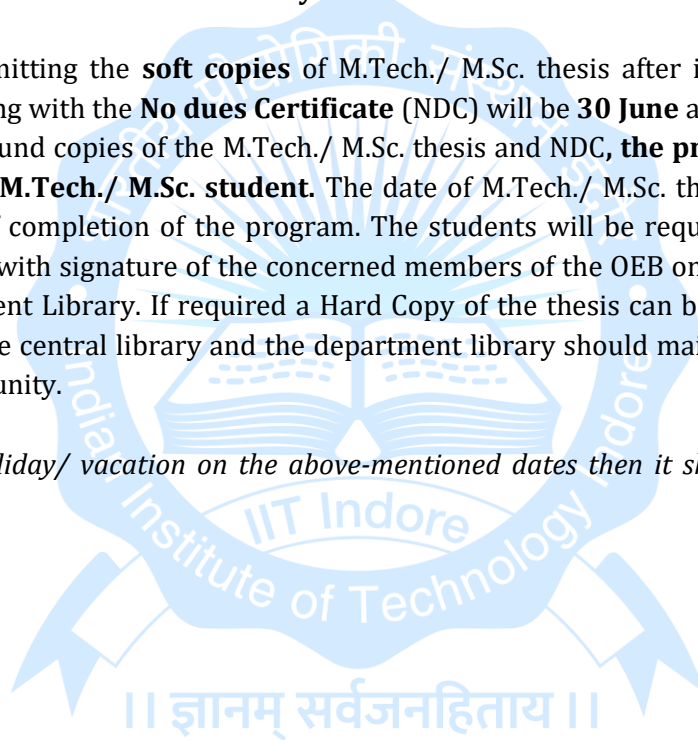 mitting the soft copies of M.Tech./ M.Sc. thesis after i
ng with the No dues Certificate (NDC) will be 30 June a
und copies of the M.Tech./ M.Sc. thesis and NDC, the pr
M.Tech./ M.Sc. student. The date of M.Tech./ M.Sc. th
f completion of the program. The students will be requ
with signature of the concerned members of the OEB on
ent Library. If required a Hard Copy of the thesis can b
e central library and the department library should mai
unity.
liday/ vacation on the above-mentioned dates then it sh
भारतीय प्रौद्योगिकी संस्थान इंदौर
Indian Institute of Technology Indore
IIT Indore
।। ज्ञानम् सर्वजनहिताय ।।